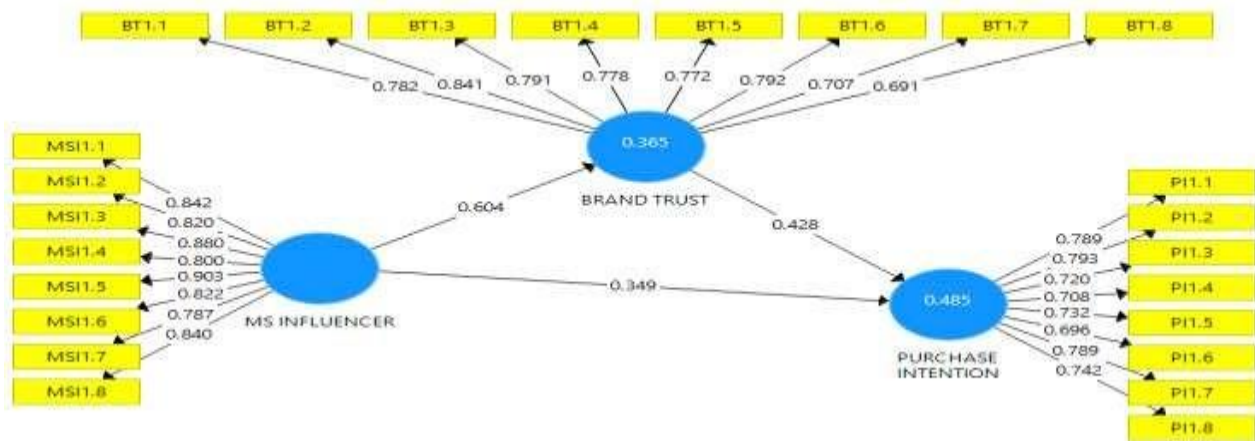 BT1.1 BT1.2 BT1.3 BT1.4 BT1.5 BT1.6 BT1.7 BT1.8
0.782 0.841 0.791 0.778 0.772 0.792 0.707 0.691
0.365
BRAND TRUST
MSI1.1
MSI1.2
MSI1.3
MSI1.4
MSI1.5
MSI1.6
MSI1.7
MSI1.8
0.842
0.820
0.880
0.800
0.903
0.822
0.787
0.840
MS INFLUENCER
0.604
0.428
0.349
0.485
PURCHASE
INTENTION
0.789
0.793
0.720
0.708
0.732
0.696
0.789
0.742
PI1.1
PI1.2
PI1.3
PI1.4
PI1.5
PI1.6
PI1.7
PI1.8